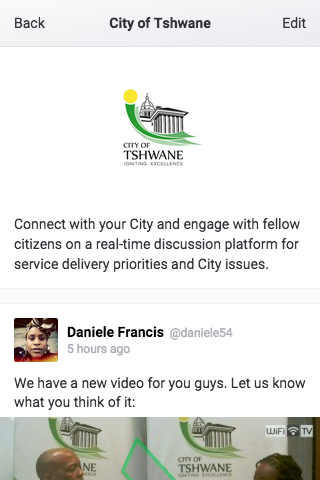 Back City of Tshwane Edit
CITY OF
TSHWANE
IGNITING EXCELLENCE
Connect with your City and engage with fellow
citizens on a real-time discussion platform for
service delivery priorities and City issues.
Daniele Francis @daniele54
5 hours ago
We have a new video for you guys. Let us know
what you think of it:
WiFi TV
CITY OF
TSHWANE